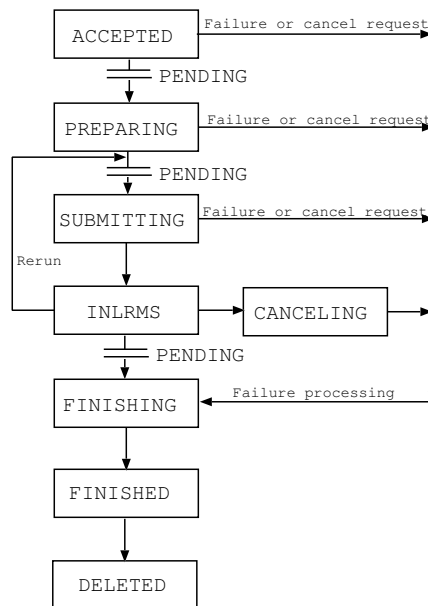 ACCEPTED
Failure or cancel request
PENDING
PREPARING
Failure or cancel request
PENDING
SUBMITTING
Failure or cancel request
Rerun
INLRMS
CANCELING
PENDING
FINISHING
Failure processing
FINISHED
DELETED